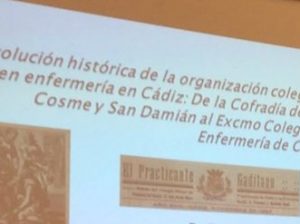 olución histórica de la organización coleg
en enfermería en Cádiz: De la Cofradía de
Cosme y San Damián al Excmo Coleg
Enfermería de C
El Practicante Gaditano